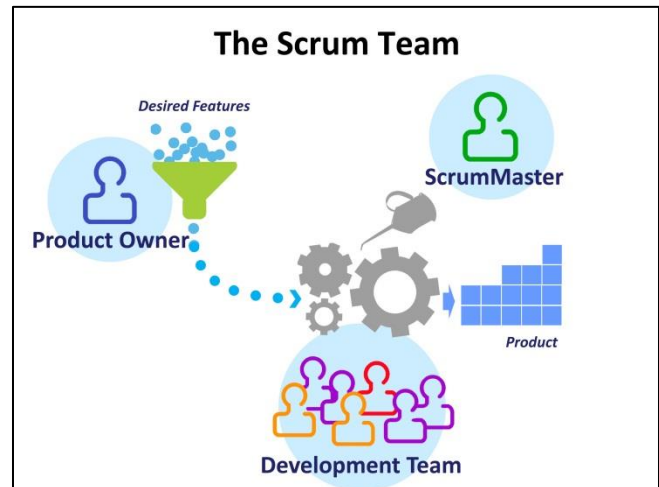 The Scrum Team
Desired Features
ScrumMaster
Product Owner
Product
Development Team